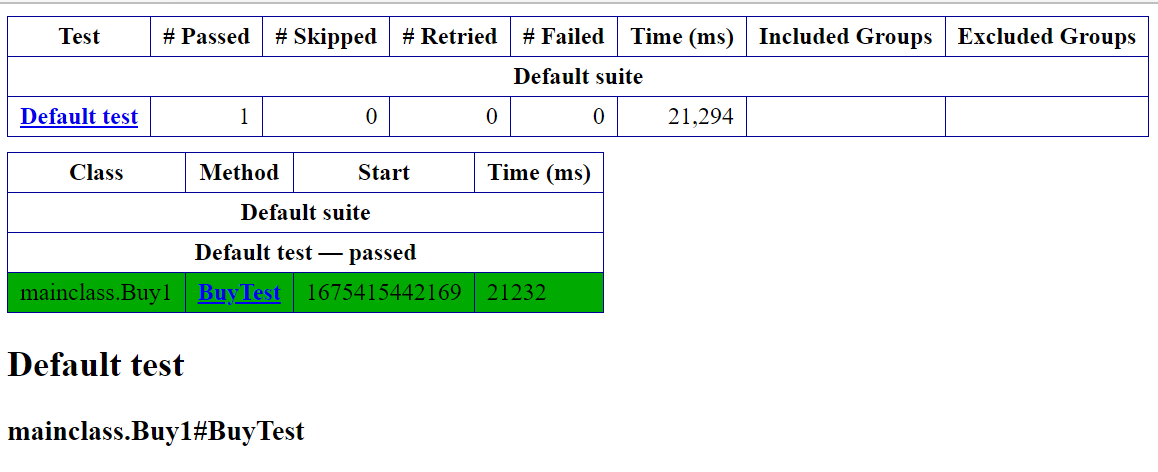 Test # Passed # Skipped # Retried # Failed Time (ms) Included Groups Excluded Groups
Default suite
Default test 1 0 0 0 21,294
Class Method Start Time (ms)
Default suite
Default test — passed
mainclass.Buy1 BuyTest 1675415442169 21232
Default test
mainclass.Buy1#BuyTest